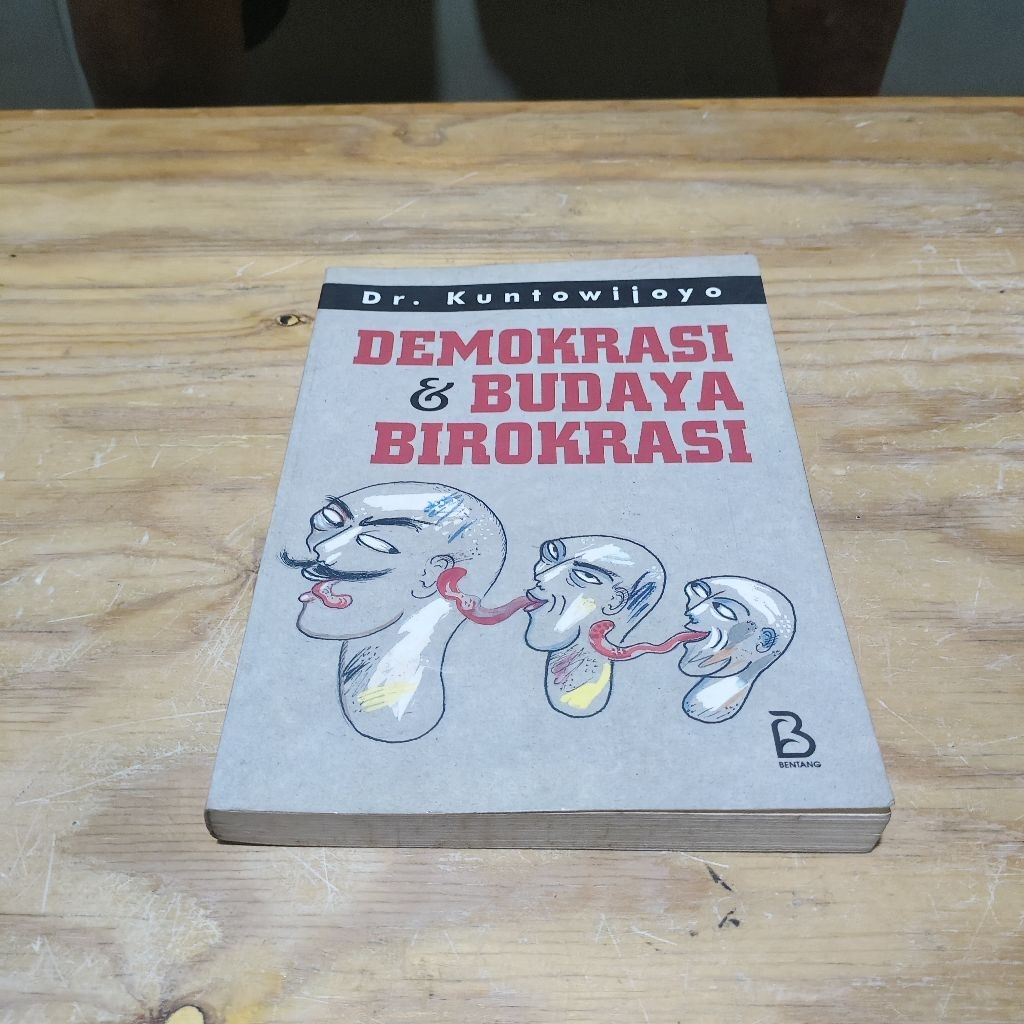 Dr. Kuntowijoyo
DEMOKRASI
& BUDAYA
BIROKRASI
B
BENTANG